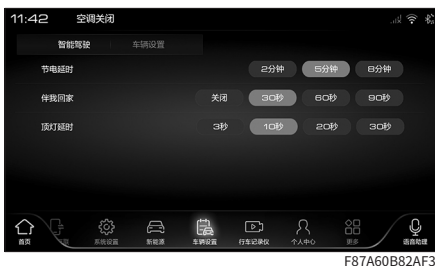 11:42 空调关闭
智能驾驶 车辆设置
节电延时 2分钟 5分钟 8分钟
伴我回家 关闭 30秒 60秒 90秒
顶灯延时 3秒 10秒 20秒 30秒
首页 系统设置 新能源 车辆设置 行车记录仪 个人中心 更多 语音助理
F87A60B82AF3